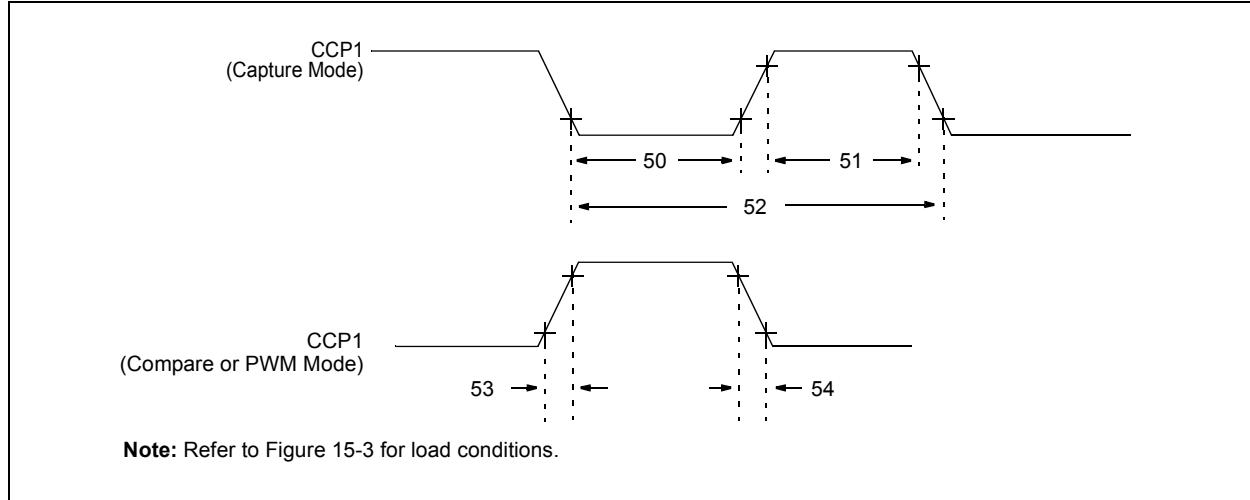 CCP1
(Capture Mode)
50
51
52
CCP1
(Compare or PWM Mode)
53
54
Note: Refer to Figure 15-3 for load conditions.